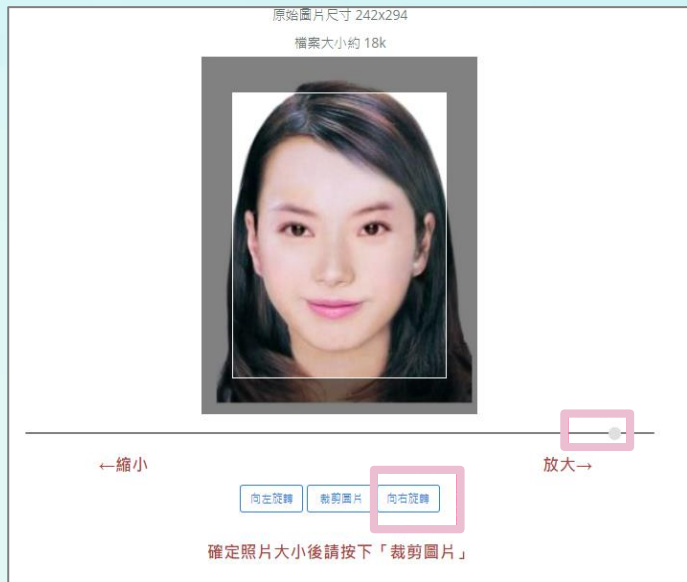 原始圖片尺寸 242x294
檔案大小約 18k
←縮小 放大→
向左旋轉 裁剪圖片 向右旋轉
確定照片大小後請按下「裁剪圖片」